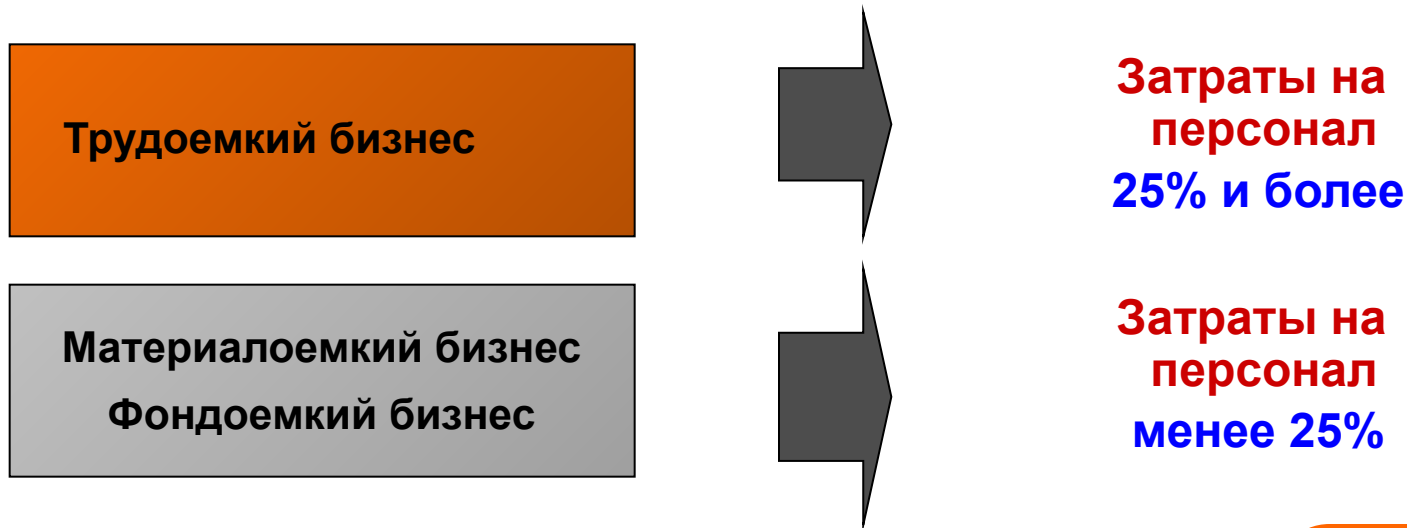 Трудоемкий бизнес
Затраты на
персонал
25% и более
Материалоемкий бизнес
Фондоемкий бизнес
Затраты на
персонал
менее 25%